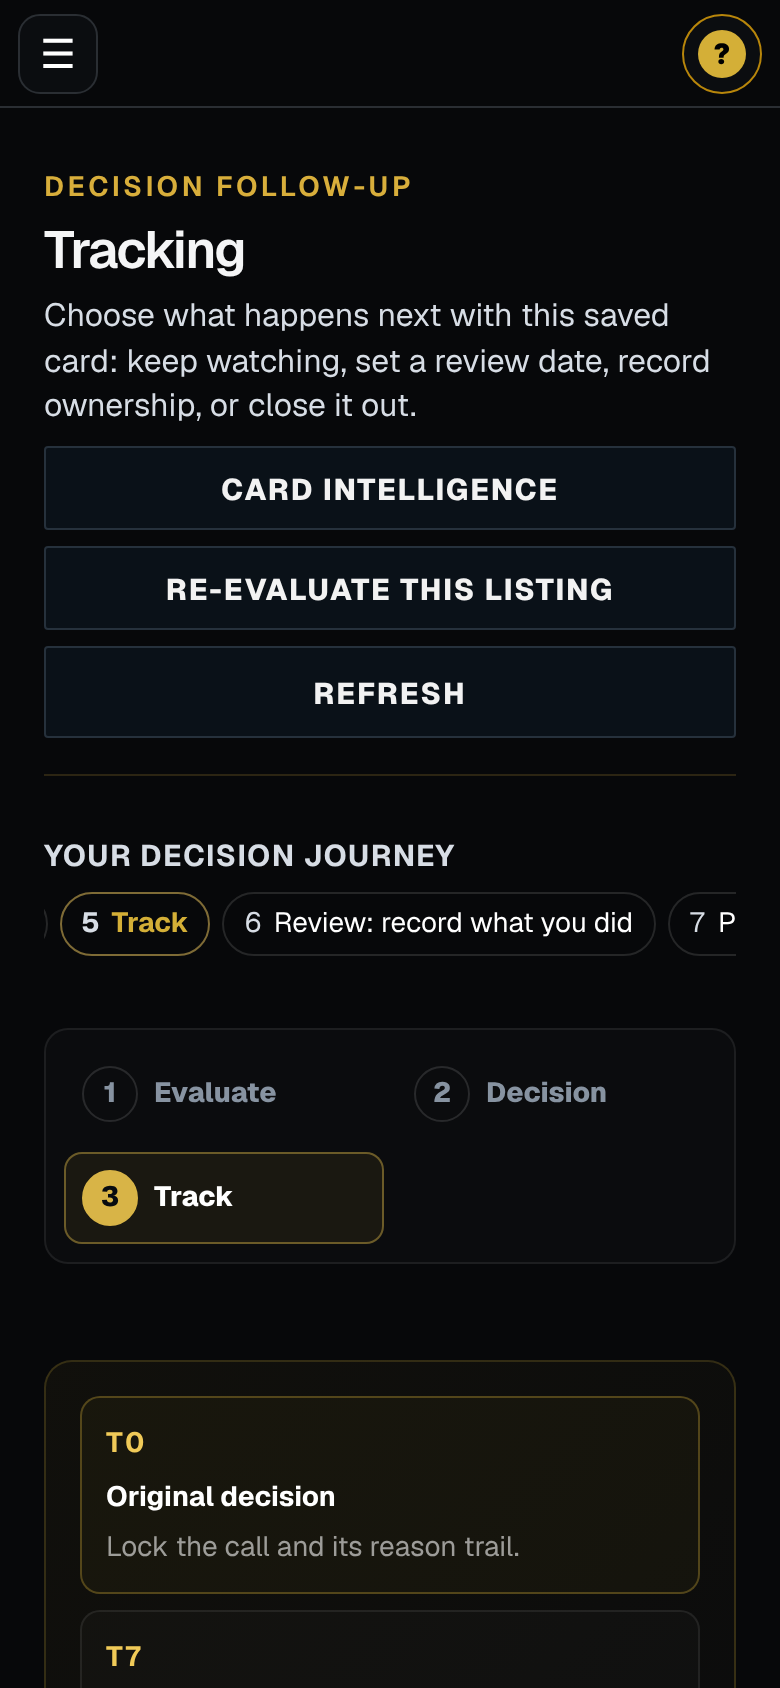 ☰
?
DECISION FOLLOW-UP
Tracking
Choose what happens next with this saved
card: keep watching, set a review date, record
ownership, or close it out.
CARD INTELLIGENCE
RE-EVALUATE THIS LISTING
REFRESH
YOUR DECISION JOURNEY
5 Track
6 Review: record what you did
7 P
1 Evaluate
2 Decision
3 Track
T0
Original decision
Lock the call and its reason trail.
T7